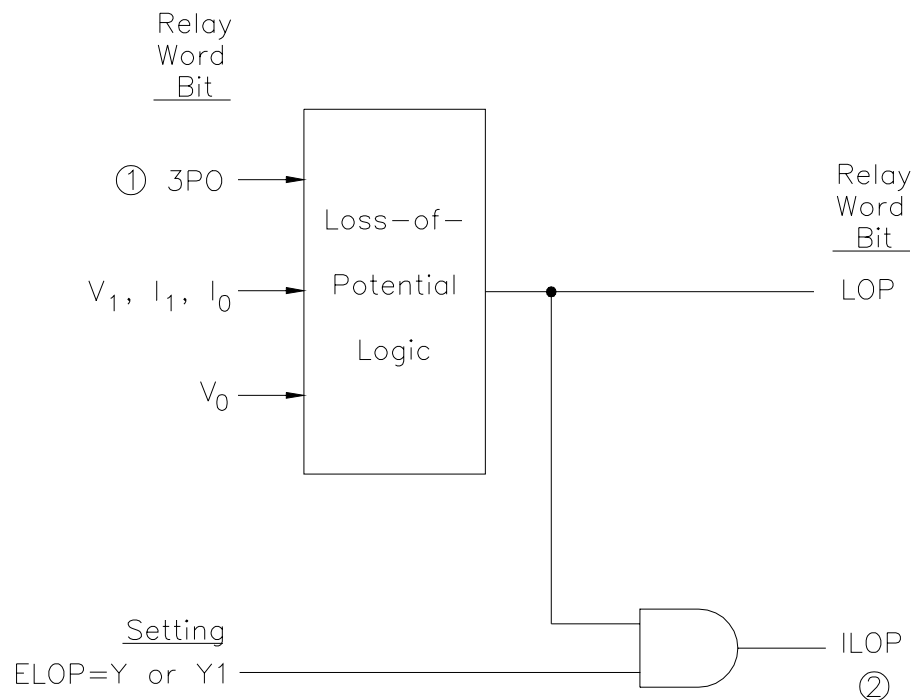 Relay
Word
Bit
① 3PO
V₁, I₁, I₀
V₀
Loss-of-
Potential
Logic
Relay
Word
Bit
LOP
Setting
ELOP=Y or Y1
ILOP
②